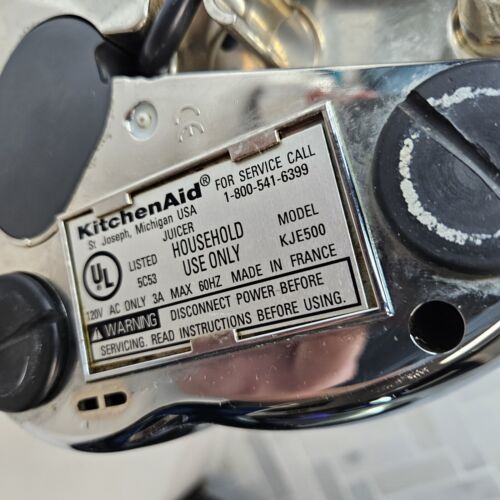 KitchenAid®
St. Joseph, Michigan USA
FOR SERVICE CALL
1-800-541-6399
UL
LISTED
5C53
JUICER
HOUSEHOLD
USE ONLY
MODEL
KJE500
120V AC ONLY 3A MAX 60HZ MADE IN FRANCE
WARNING DISCONNECT POWER BEFORE
SERVICING. READ INSTRUCTIONS BEFORE USING.
CE